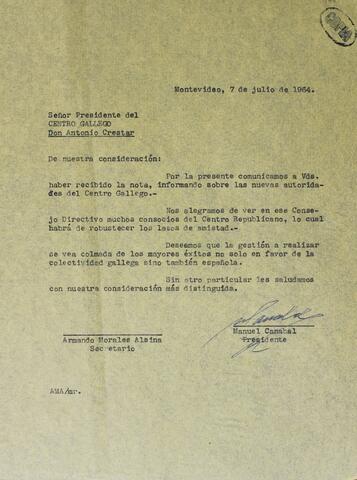 COPIA
Montevideo, 7 de julio de 1964.
Señor Presidente del
CENTRO GALLEGO
Don Antonio Crestar
De nuestra consideración:
Por la presente comunicamos a Vds.
haber recibido la nota, informando sobre las nuevas autorida-
des del Centro Gallego.
Nos alegramos de ver en ese Conse-
jo Directivo muchos consocios del Centro Republicano, lo cual
habrá de robustecer los lazos de amistad.-
Deseamos que la gestión a realizar
se vea colmada de los mayores éxitos no solo en favor de la
colectividad gallega sino también española.
Sin otro particular les saludamos
con nuestra consideración más distinguida.
Armando Morales Alsina
Secretario
Manuel Canabal
Presidente
AMA/mr.